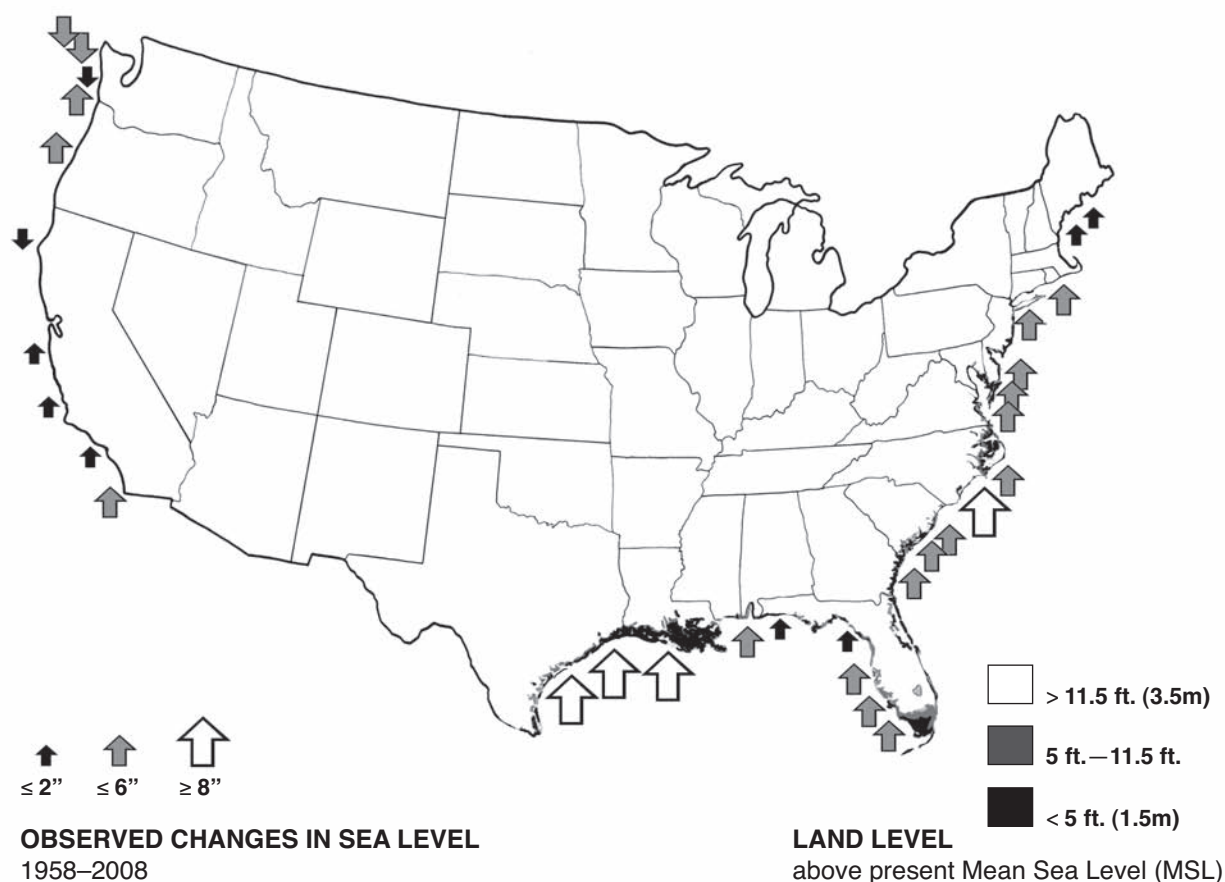 > 11.5 ft. (3.5m)
5 ft.—11.5 ft.
< 5 ft. (1.5m)
≤ 2” ≤ 6” ≥ 8”
OBSERVED CHANGES IN SEA LEVEL
1958–2008
LAND LEVEL
above present Mean Sea Level (MSL)